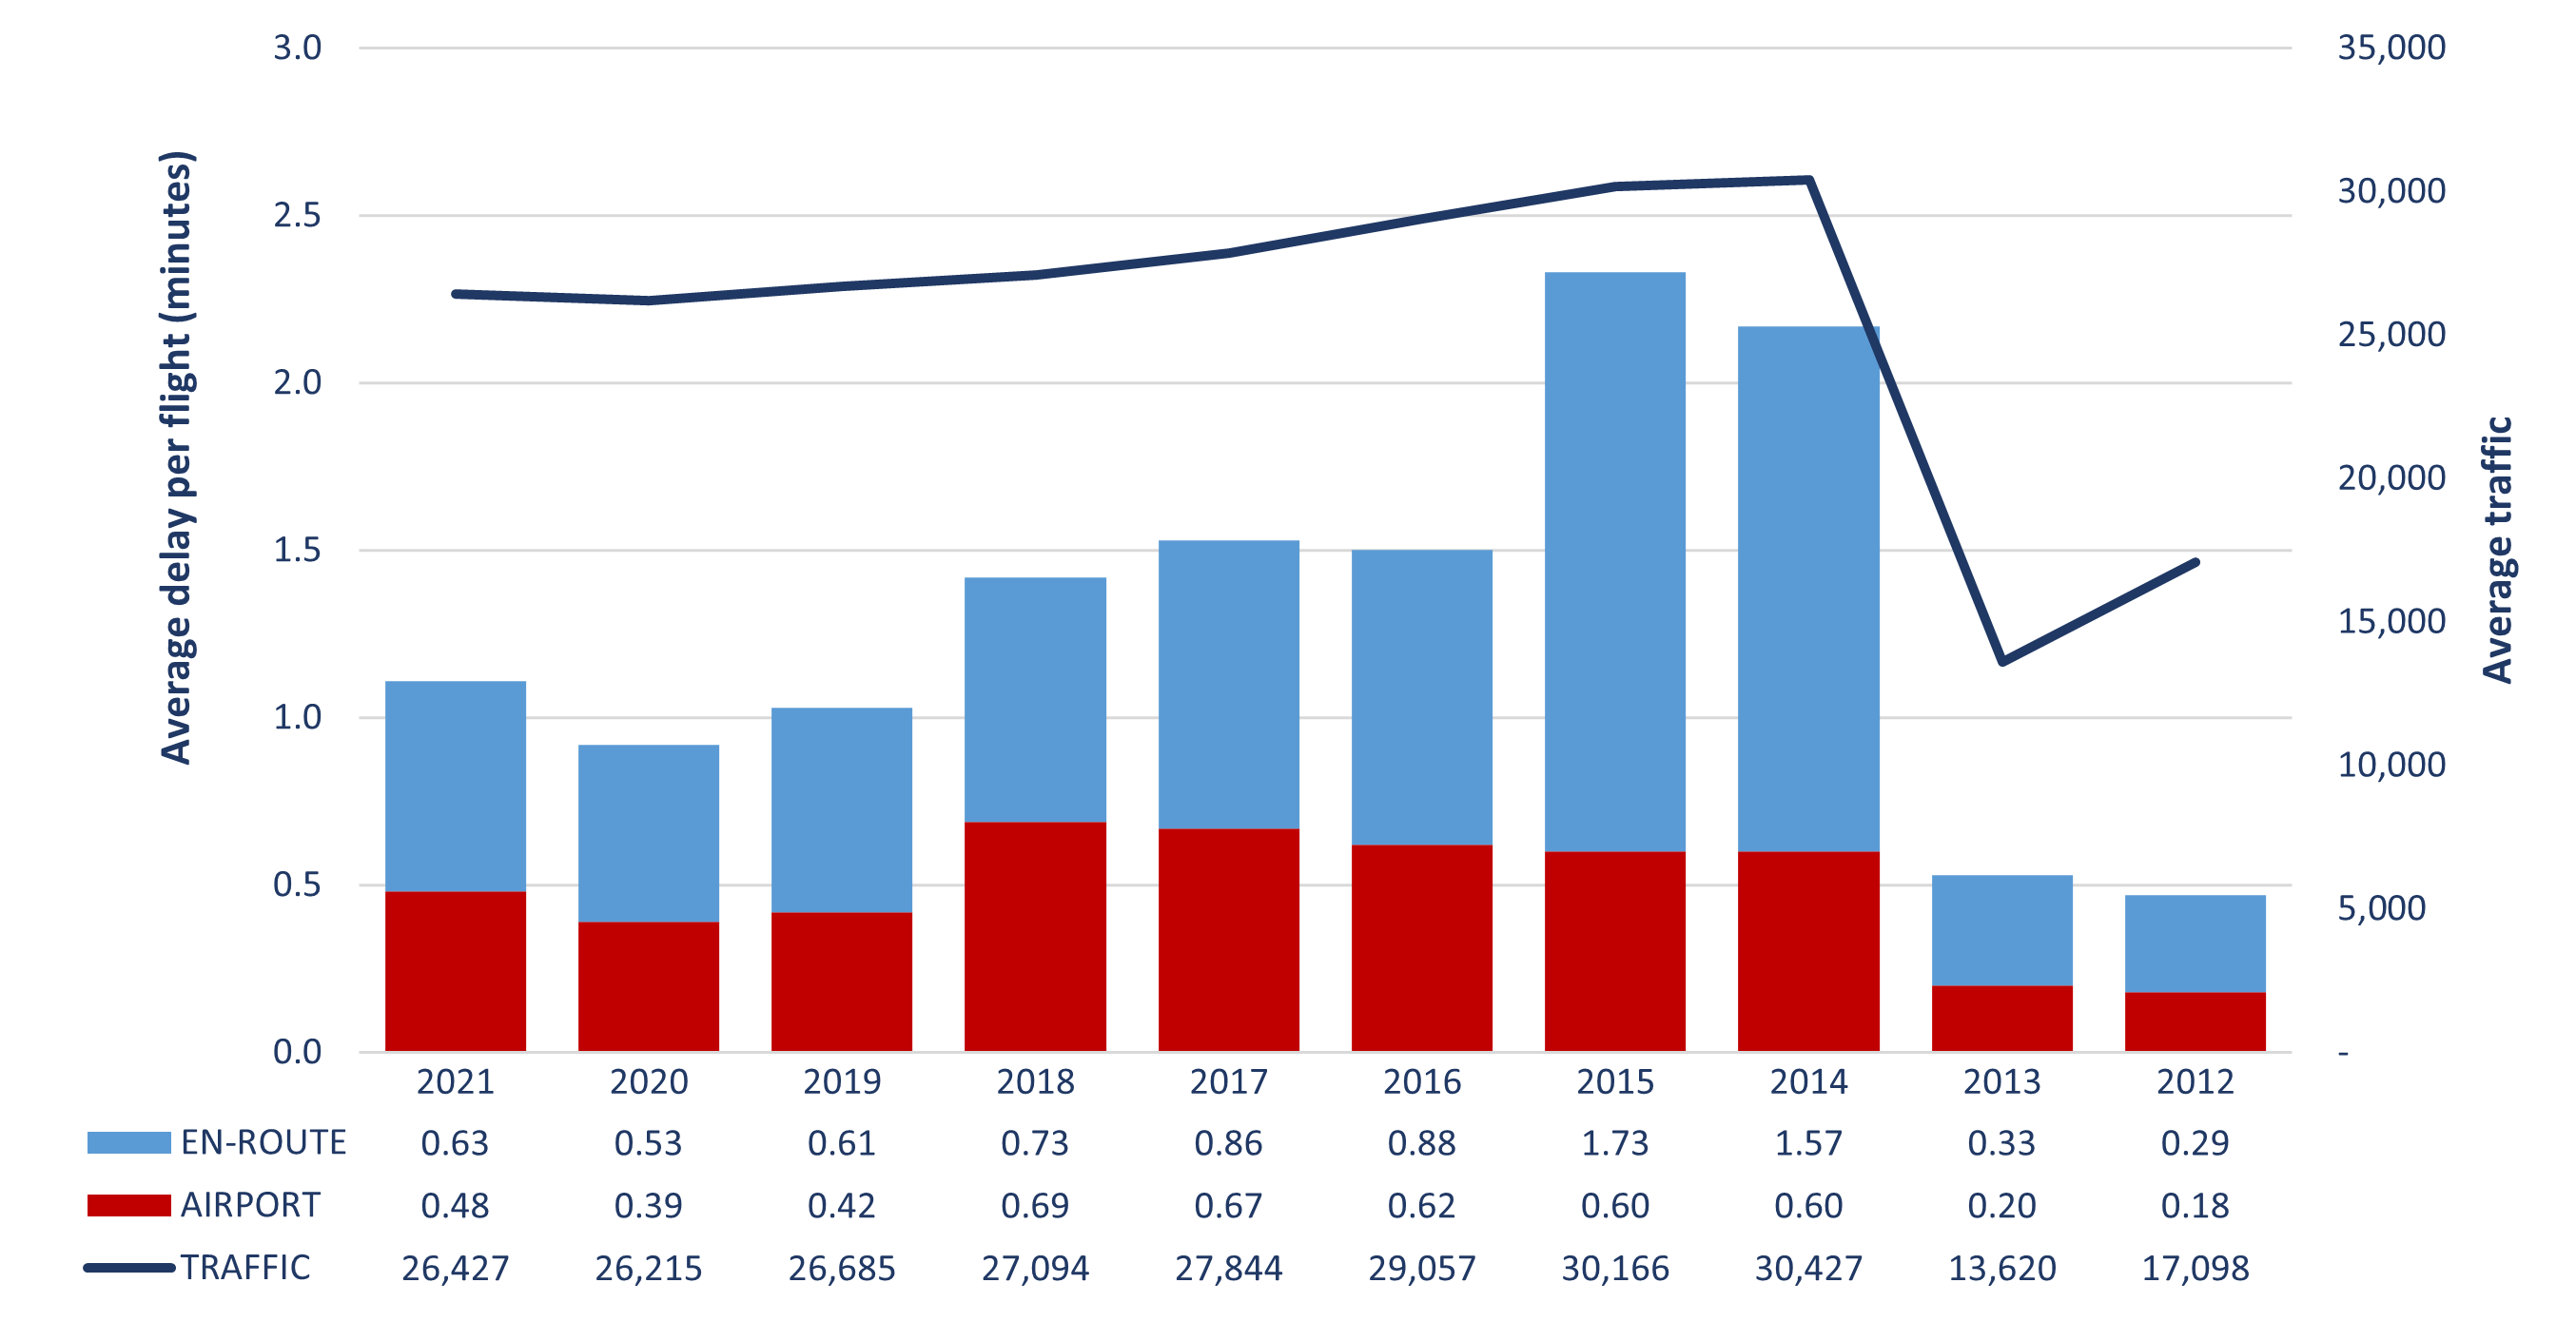 Average delay per flight (minutes)
3.0
2.5
2.0
1.5
1.0
0.5
0.0
35,000
30,000
25,000
20,000
15,000
10,000
5,000
-
Average traffic
2021 2020 2019 2018 2017 2016 2015 2014 2013 2012
EN-ROUTE 0.63 0.53 0.61 0.73 0.86 0.88 1.73 1.57 0.33 0.29
AIRPORT 0.48 0.39 0.42 0.69 0.67 0.62 0.60 0.60 0.20 0.18
TRAFFIC 26,427 26,215 26,685 27,094 27,844 29,057 30,166 30,427 13,620 17,098